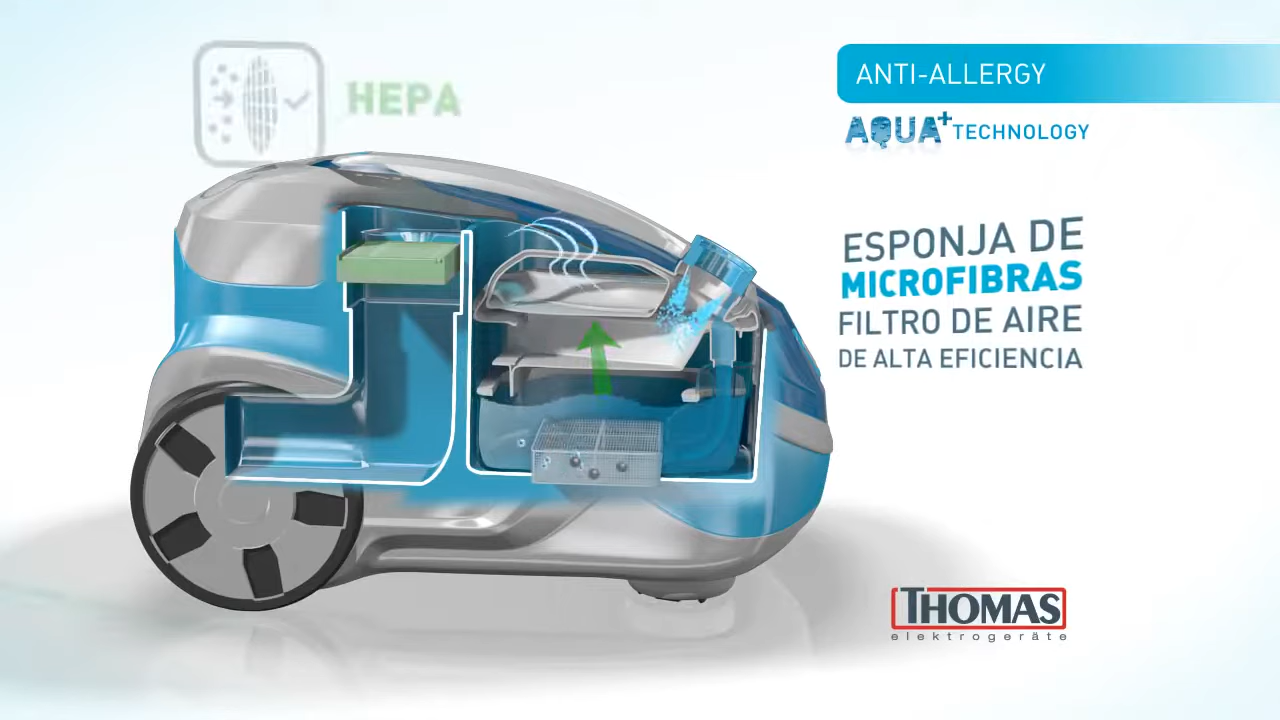 HEPA
ANTI-ALLERGY
AQUA+ TECHNOLOGY
ESPONJA DE
MICROFIBRAS
FILTRO DE AIRE
DE ALTA EFICIENCIA
THOMAS
elektrogeräte